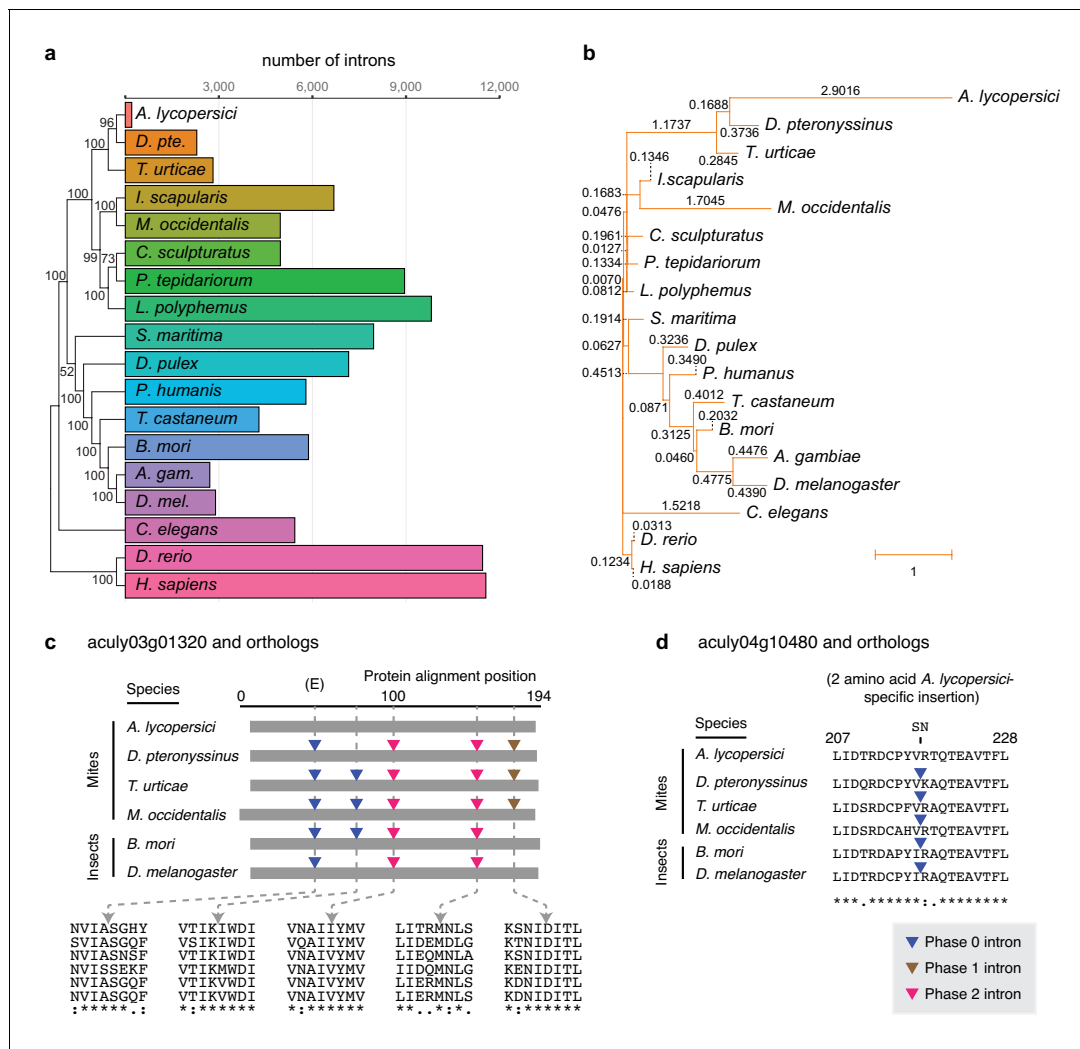 a
number of introns
3,000 6,000 9,000 12,000
A. lycopersici
96
D. pte.
100
T. urticae
I. scapularis
100
M. occidentalis
100
C. sculpturatus
99 73
P. tepidariorum
100
L. polyphemus
100
S. maritima
D. pulex
52
P. humanis
100
T. castaneum
100
B. mori
100
A. gam.
100
D. mel.
100
C. elegans
D. rerio
100
H. sapiens
b
2.9016
A. lycopersici
0.1688
1.1737
D. pteronyssinus
0.3736
T. urticae
0.2845
0.1346
I.scapularis
0.1683
1.7045
M. occidentalis
0.0476
C. sculpturatus
0.1961
0.0127
P. tepidariorum
0.1334
0.0070
L. polyphemus
0.0812
S. maritima
0.1914
0.3236
D. pulex
0.0627
0.3490
P. humanus
0.4513
0.4012
T. castaneum
0.0871
0.2032
B. mori
0.3125
0.4476
A. gambiae
0.0460
0.4775
D. melanogaster
0.4390
1.5218
C. elegans
0.0313
D. rerio
0.1234
H. sapiens
0.0188
1
c aculy03g01320 and orthologs
Species
(E)
Protein alignment position
0 100 194
Mites
A. lycopersici
D. pteronyssinus
T. urticae
M. occidentalis
Insects
B. mori
D. melanogaster
NVIASGHY VTIKIWDI VNAIIYMV LITRMNLS KSNIDITL
SVIASGQF VSIKIWDV VQAIIYMV LIDEMDLG KTNIDITL
NVIASNSF VTIKIWDI VNAIVYMV LIEQMNLA KSNIDITL
NVISSEKF VTIKMWDI VNAIVYMV IIDQMNLG KENIDITL
NVIASGQF VTIKVWDI VNAIVYMV LIERMNLS KDNIDITL
NVIASGQF VTIKVWDI VNAIVYMV LIERMNLS KDNIDITL
d aculy04g10480 and orthologs
(2 amino acid A. lycopersici-
specific insertion)
Species
SN
207 228
Mites
A. lycopersici LIDTRDCPYVRTQTEAVTFL
D. pteronyssinus LIDQRDCPYVKAQTEAVTFL
T. urticae LIDSRDCPFVRAQTEAVTFL
M. occidentalis LIDSRDCAHVRTQTEAVTFL
Insects
B. mori LIDTRDAPYIRAQTEAVTFL
D. melanogaster LIDTRDCPYIRAQTEAVTFL
Phase 0 intron
Phase 1 intron
Phase 2 intron